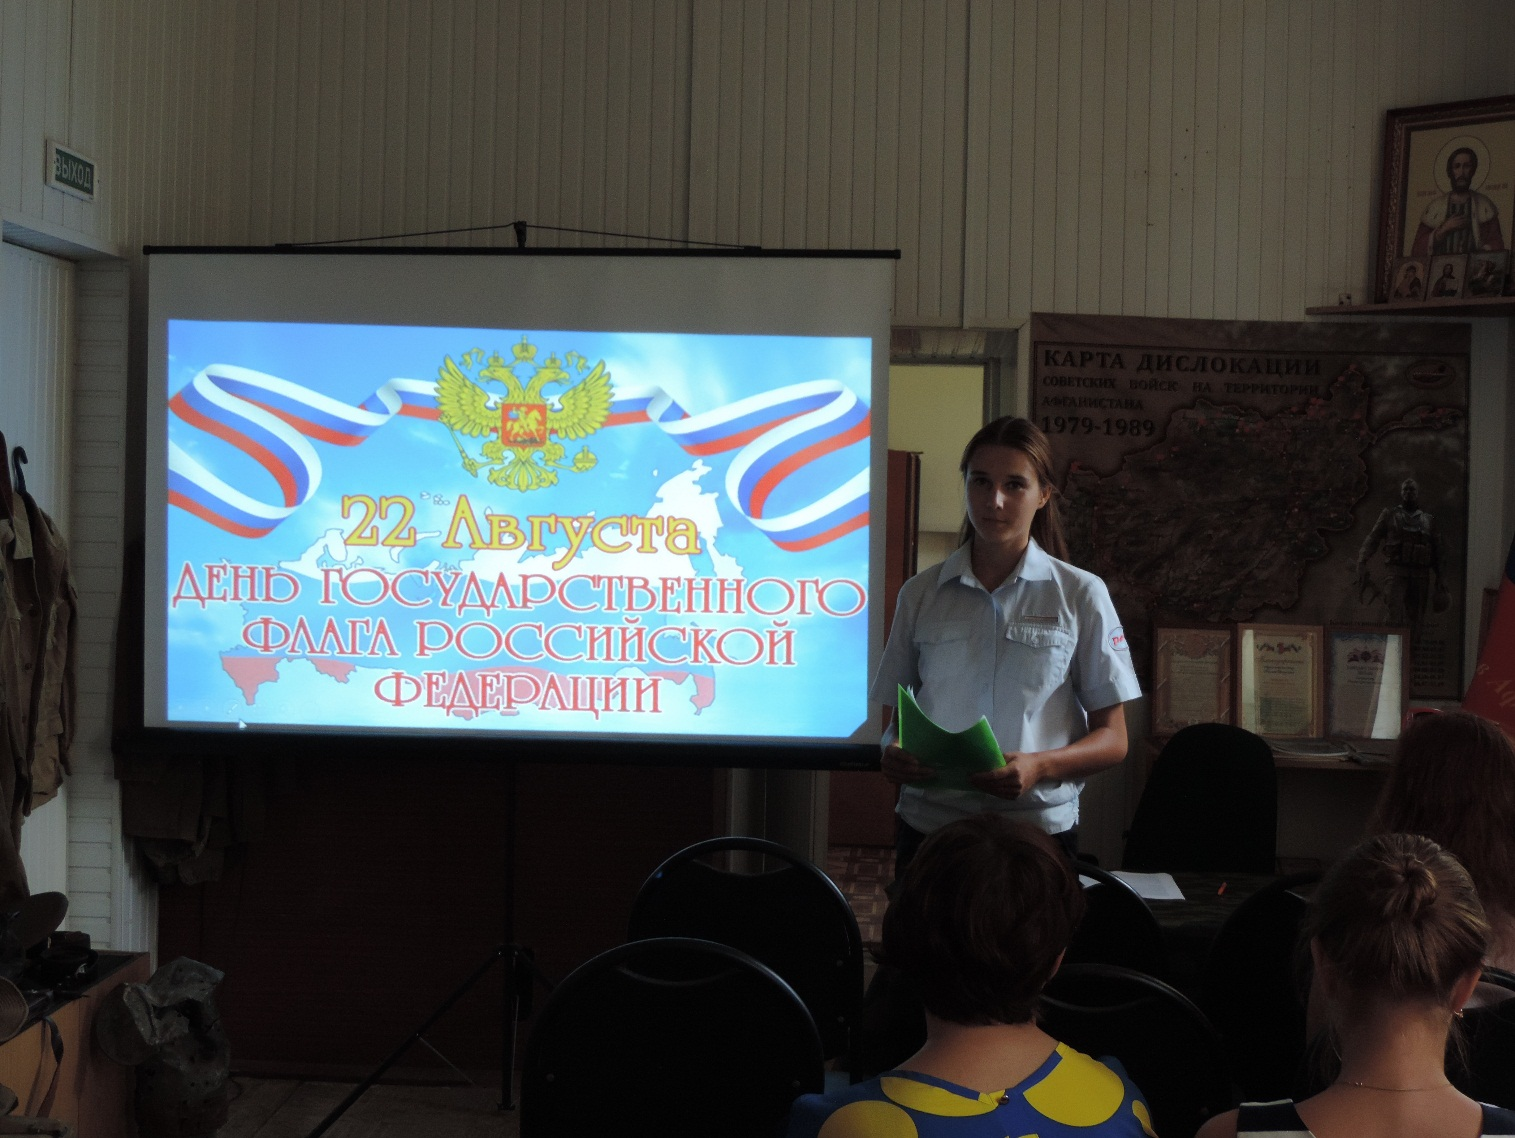 ВЫХОД
22 Августа
ДЕНЬ ГОСУДАРСТВЕННОГО
ФЛАГА РОССИЙСКОЙ
ФЕДЕРАЦИИ
КАРТА ДИСЛОКАЦИИ
СОВЕТСКИХ ВОЙСК НА ТЕРРИТОРИИ
АФГАНИСТАНА
1979-1989